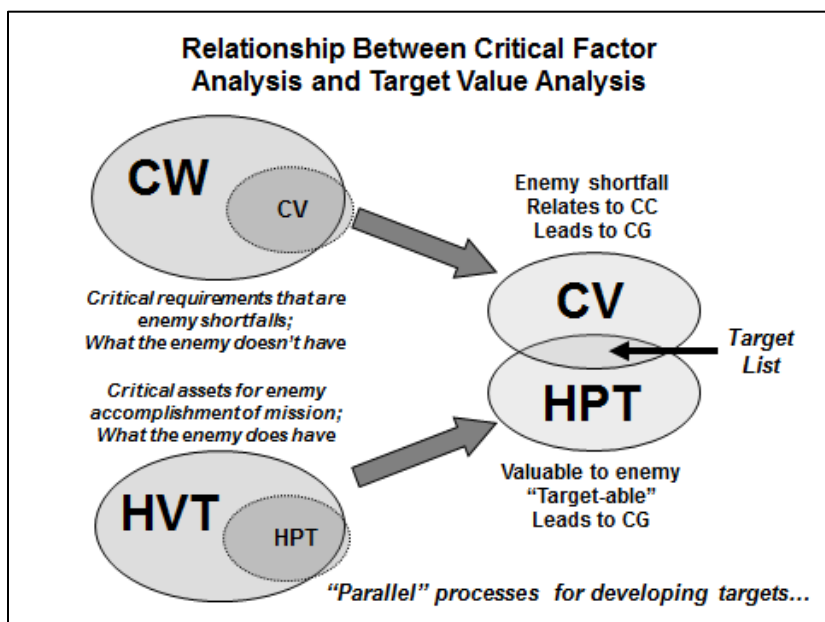 Relationship Between Critical Factor
Analysis and Target Value Analysis
CW
CV
Critical requirements that are
enemy shortfalls;
What the enemy doesn't have
Critical assets for enemy
accomplishment of mission;
What the enemy does have
HVT
HPT
Enemy shortfall
Relates to CC
Leads to CG
CV
HPT
Target
List
Valuable to enemy
“Target-able”
Leads to CG
“Parallel” processes for developing targets…